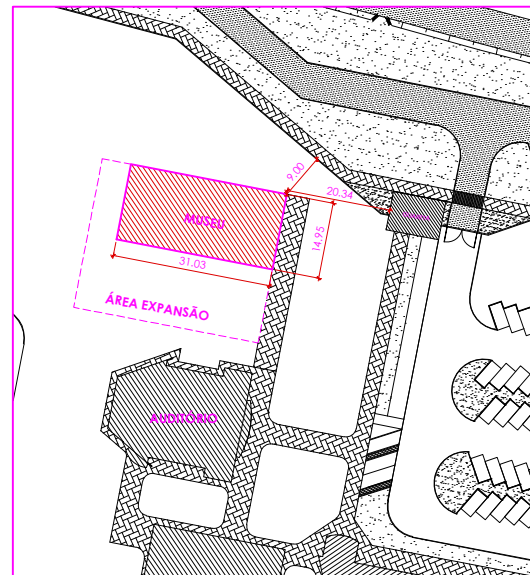 9.00
20.34
MUSEU
14.95
31.03
ÁREA EXPANSÃO
AUDITÓRIO